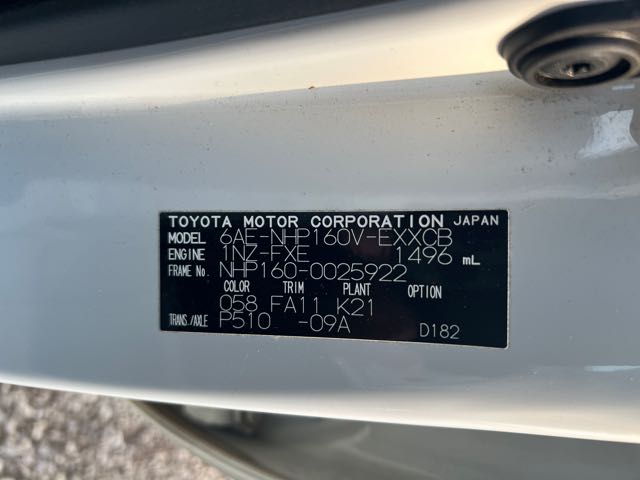 TOYOTA MOTOR CORPORATION JAPAN
MODEL 6AE-NHP160V-EXXCB
ENGINE 1NZ-FXE 1496 mL
FRAME No. NHP160-0025922
COLOR TRIM PLANT OPTION
058 FA11 K21
TRANS./AXLE P510 -09A D182